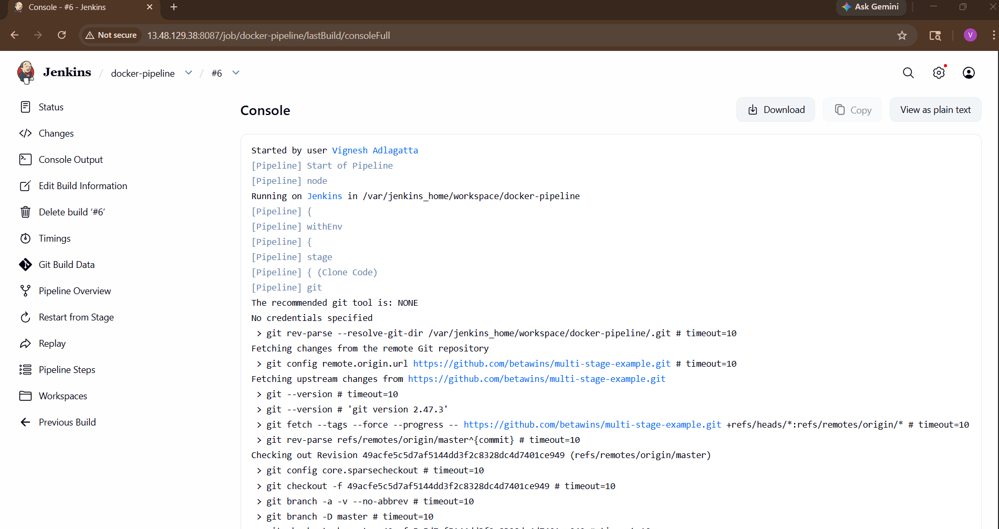 Console - #6 - Jenkins
Ask Gemini
Not secure 13.48.129.38:8087/job/docker-pipeline/lastBuild/consoleFull
V
Jenkins / docker-pipeline / #6
Status
Changes
Console Output
Edit Build Information
Delete build ‘#6’
Timings
Git Build Data
Pipeline Overview
Restart from Stage
Replay
Pipeline Steps
Workspaces
Previous Build
Console
Download
Copy
View as plain text
Started by user Vignesh Adlagatta
[Pipeline] Start of Pipeline
[Pipeline] node
Running on Jenkins in /var/jenkins_home/workspace/docker-pipeline
[Pipeline] {
[Pipeline] withEnv
[Pipeline] {
[Pipeline] stage
[Pipeline] { (Clone Code)
[Pipeline] git
The recommended git tool is: NONE
No credentials specified
> git rev-parse --resolve-git-dir /var/jenkins_home/workspace/docker-pipeline/.git # timeout=10
Fetching changes from the remote Git repository
> git config remote.origin.url https://github.com/betawins/multi-stage-example.git # timeout=10
Fetching upstream changes from https://github.com/betawins/multi-stage-example.git
> git --version # timeout=10
> git --version # 'git version 2.47.3'
> git fetch --tags --force --progress -- https://github.com/betawins/multi-stage-example.git +refs/heads/*:refs/remotes/origin/* # timeout=10
> git rev-parse refs/remotes/origin/master^{commit} # timeout=10
Checking out Revision 49acfe5c5d7af5144dd3f2c8328dc4d7401ce949 (refs/remotes/origin/master)
> git config core.sparsecheckout # timeout=10
> git checkout -f 49acfe5c5d7af5144dd3f2c8328dc4d7401ce949 # timeout=10
> git branch -a -v --no-abbrev # timeout=10
> git branch -D master # timeout=10